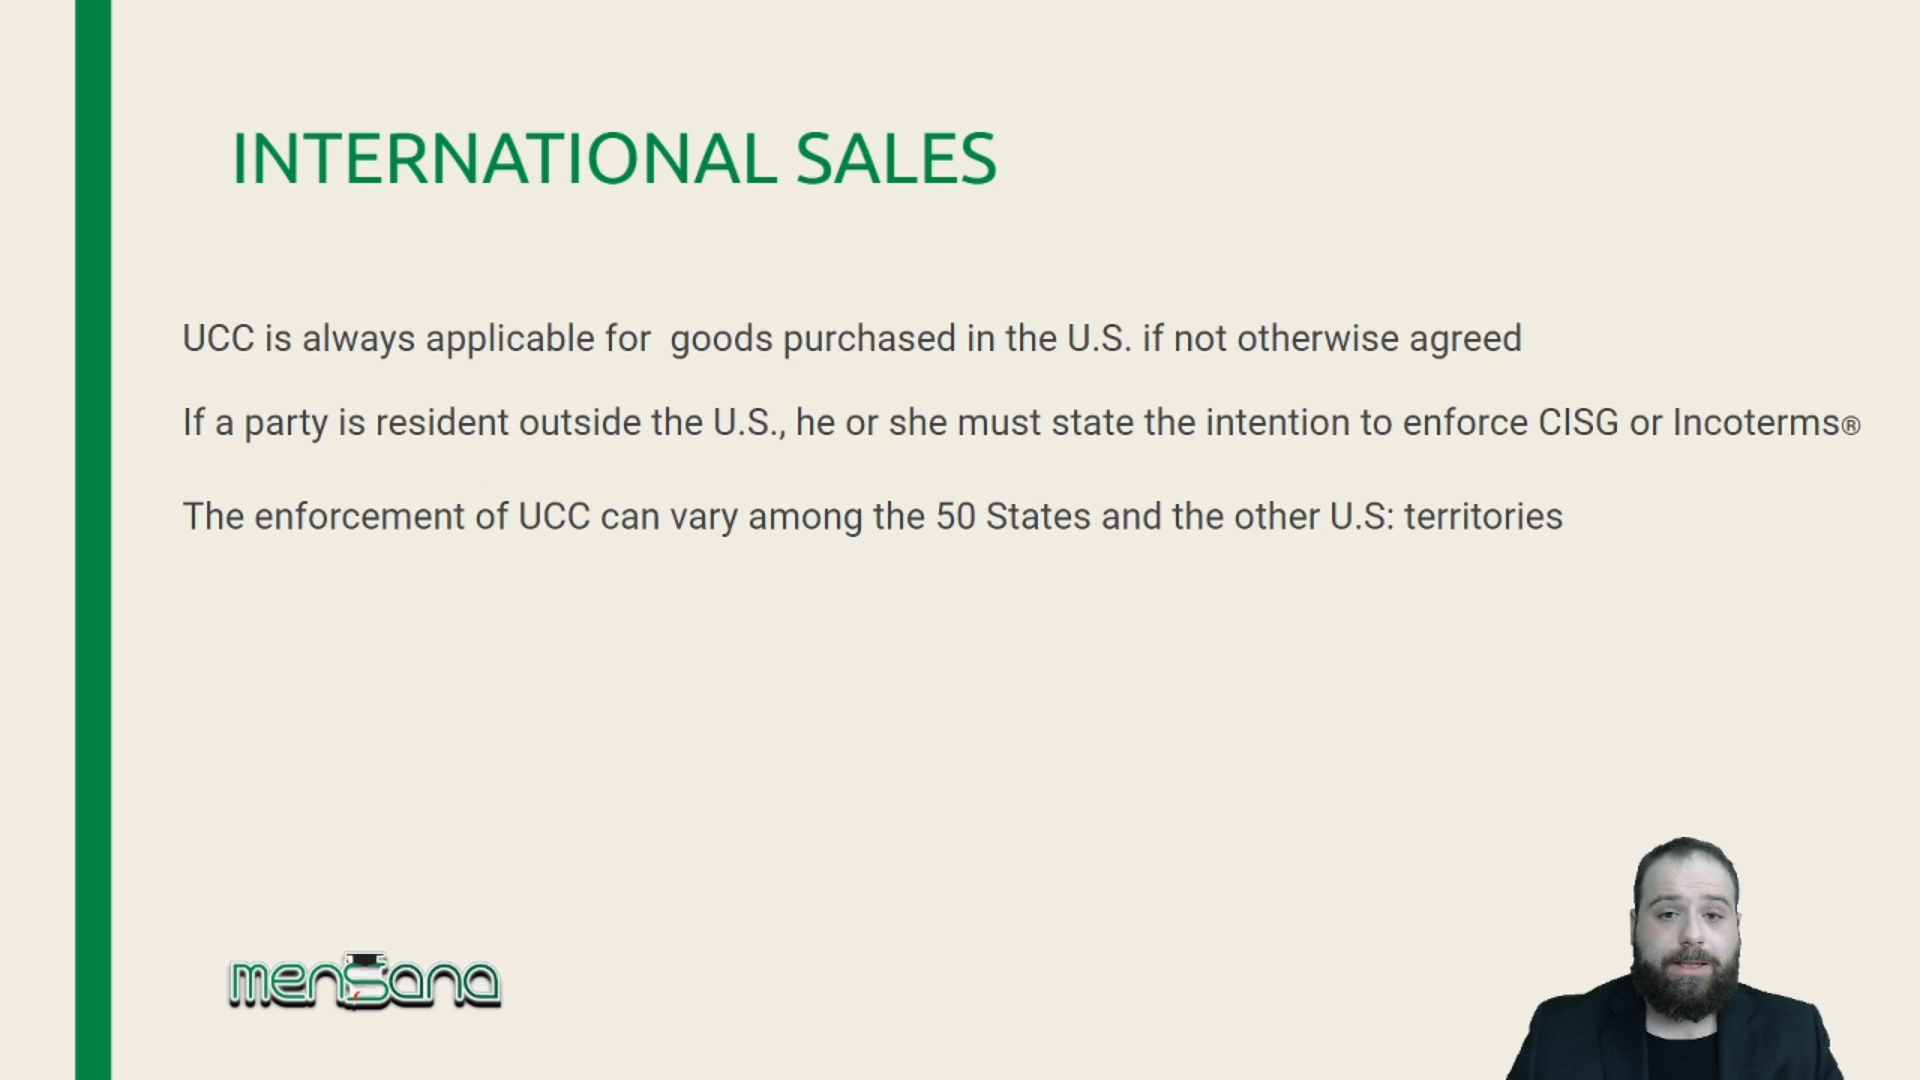 INTERNATIONAL SALES
UCC is always applicable for  goods purchased in the U.S. if not otherwise agreed
If a party is resident outside the U.S., he or she must state the intention to enforce CISG or Incoterms®
The enforcement of UCC can vary among the 50 States and the other U.S: territories
menSana